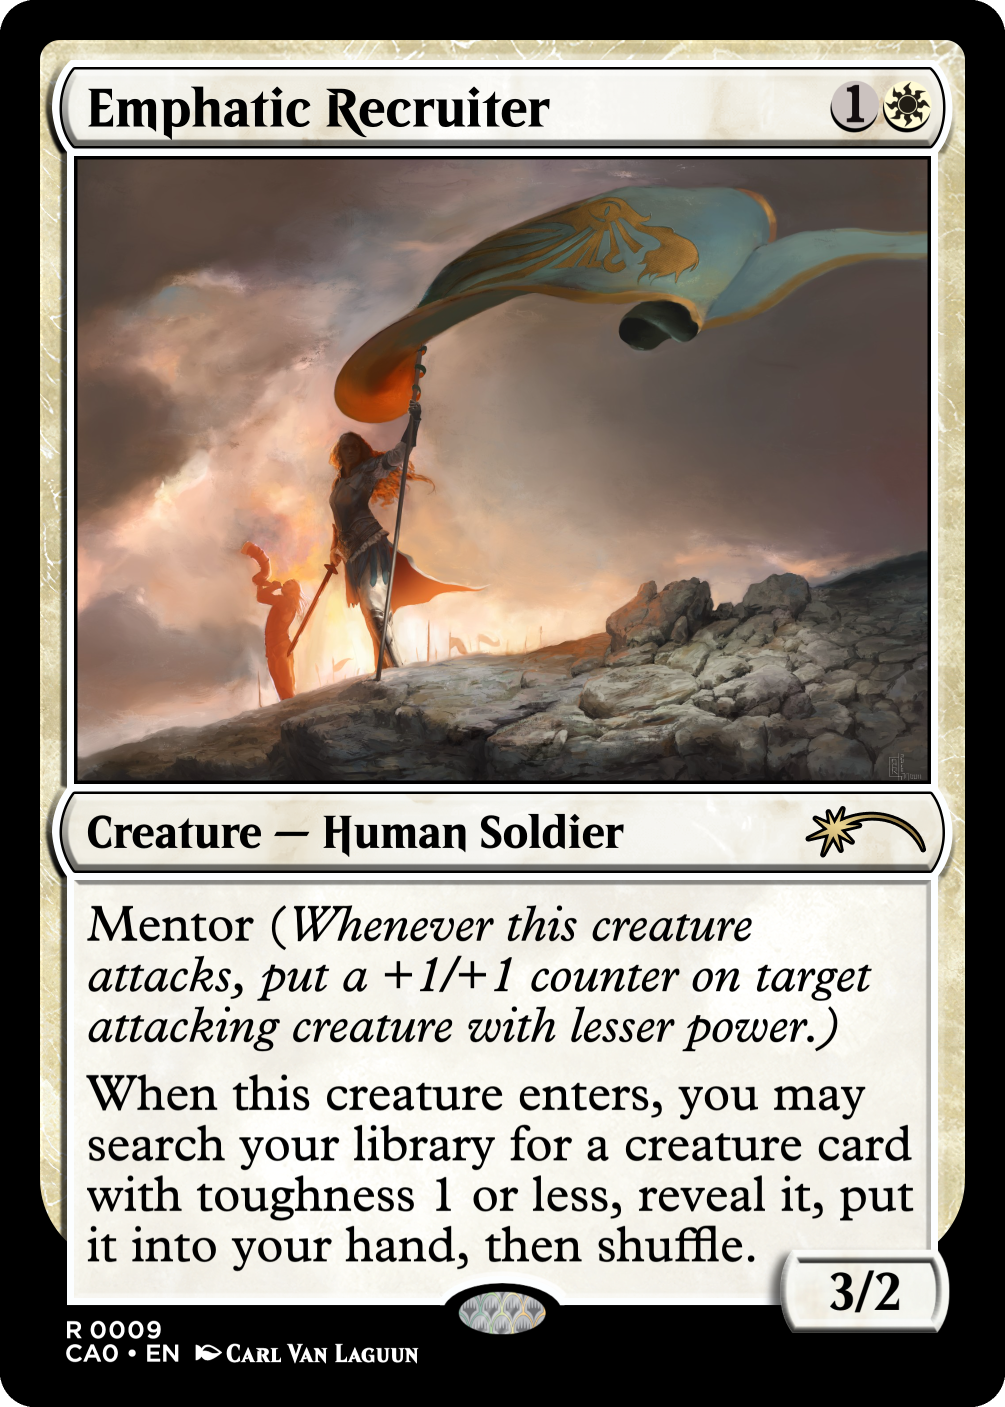 Emphatic Recruiter 1
Creature — Human Soldier
Mentor (Whenever this creature
attacks, put a +1/+1 counter on target
attacking creature with lesser power.)
When this creature enters, you may
search your library for a creature card
with toughness 1 or less, reveal it, put
it into your hand, then shuffle.
3/2
R 0009
CAO • EN Carl Van Laguun